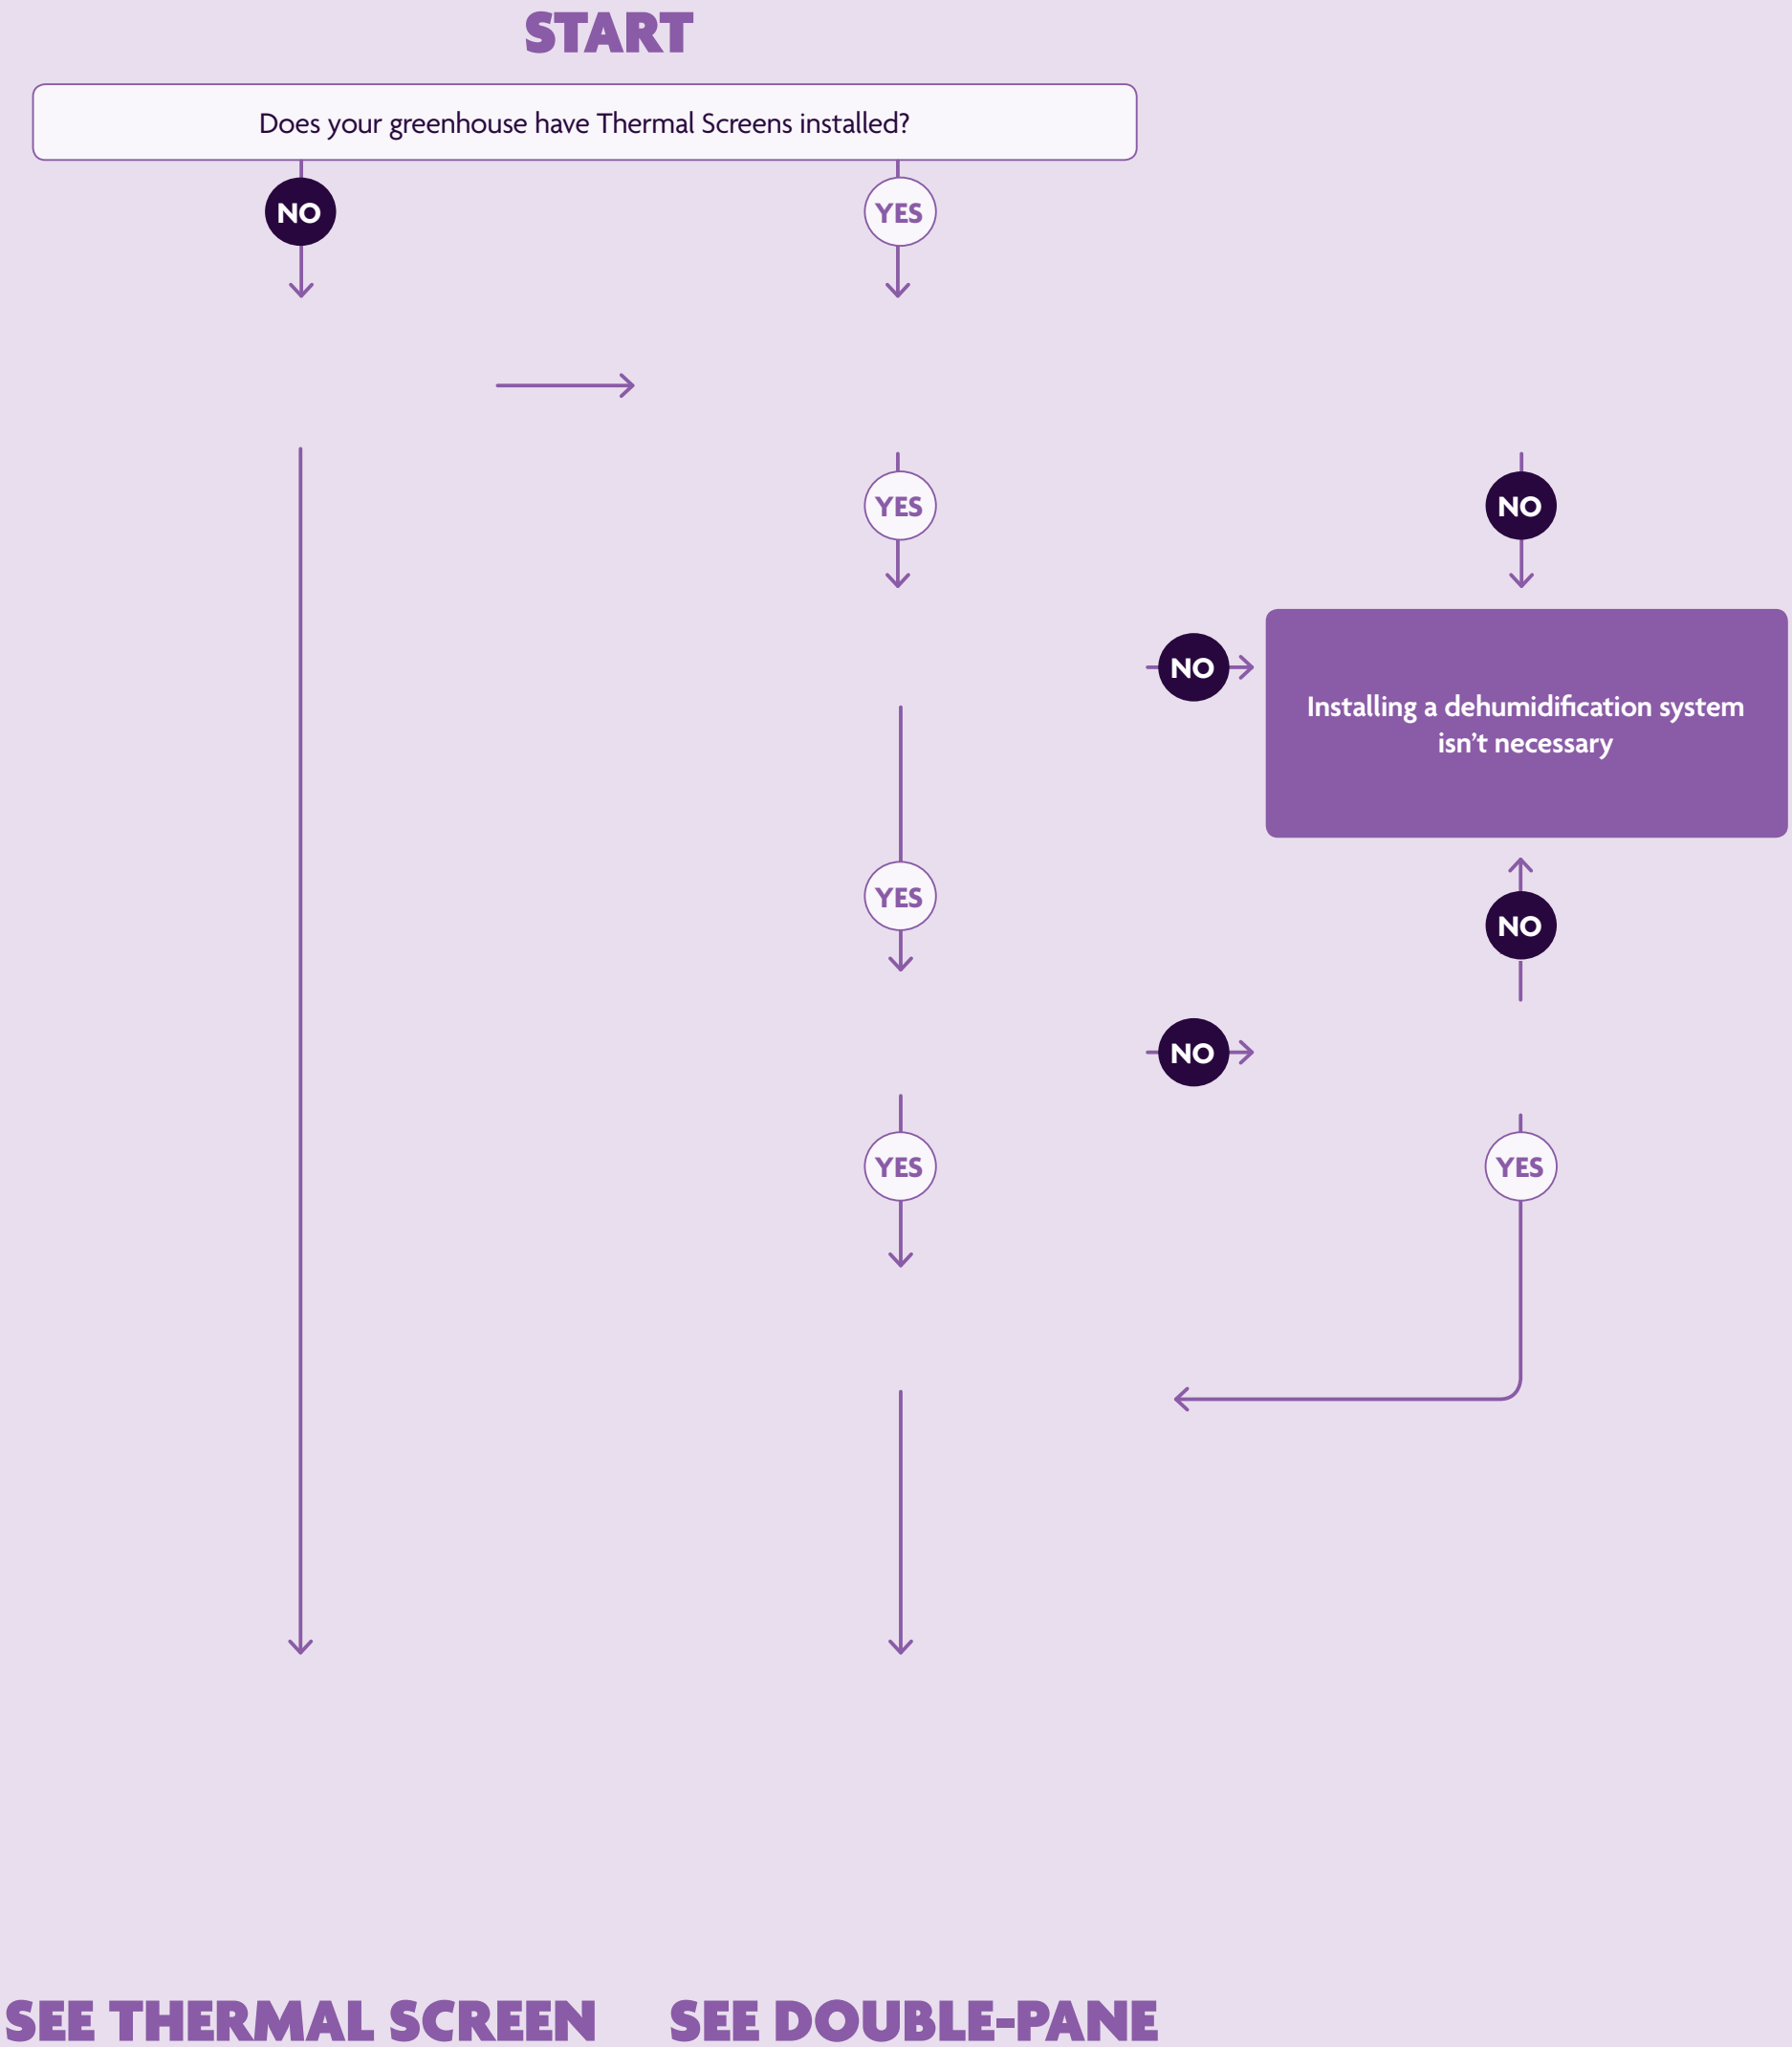 START
Does your greenhouse have Thermal Screens installed?
NO
YES
YES
NO
NO
Installing a dehumidification system
isn’t necessary
YES
NO
NO
YES
YES
SEE THERMAL SCREEN
SEE DOUBLE-PANE